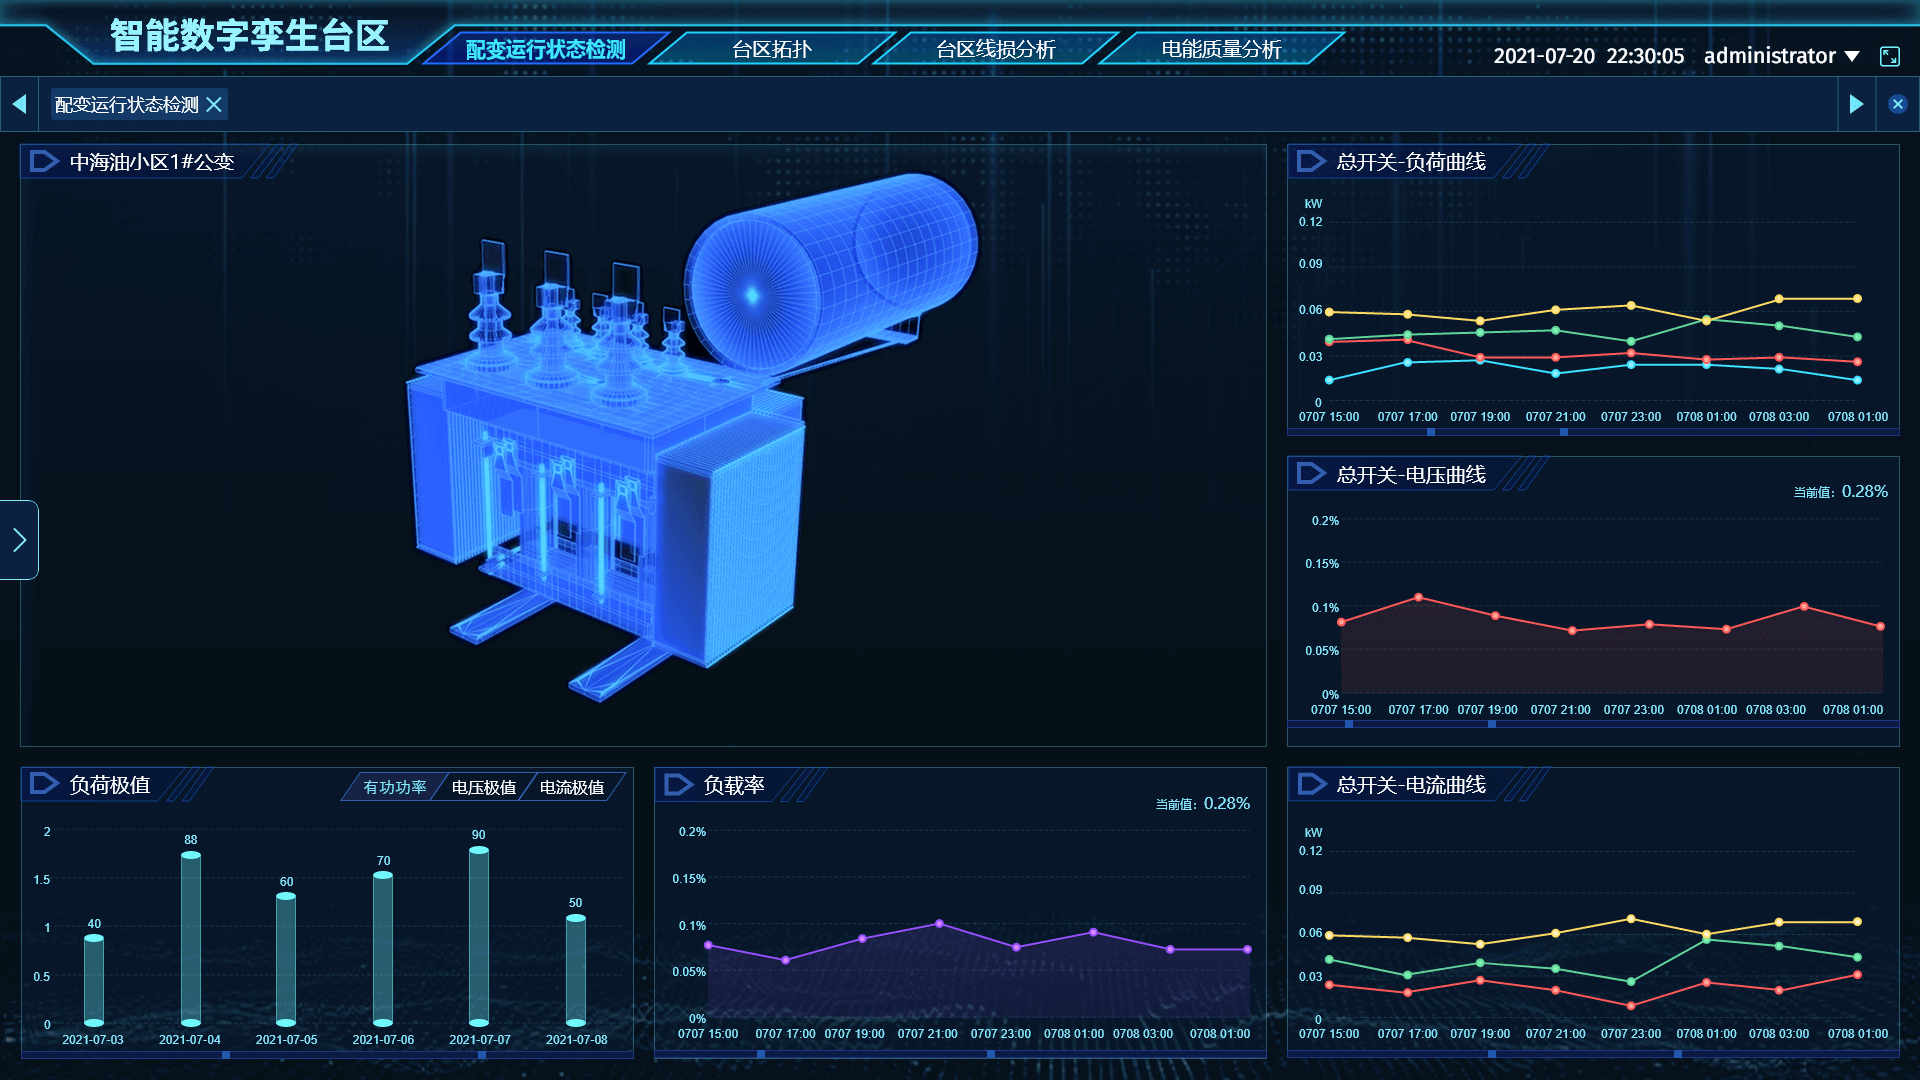 智能数字孪生台区
配变运行状态检测
台区拓扑
台区线损分析
电能质量分析
2021-07-20 22:30:05 administrator
配变运行状态检测
中海油小区1#公变
总开关-负荷曲线
kW
0.12
0.09
0.06
0.03
0
0707 15:00 0707 17:00 0707 19:00 0707 21:00 0707 23:00 0708 01:00 0708 03:00 0708 01:00
总开关-电压曲线
当前值: 0.28%
0.2%
0.15%
0.1%
0.05%
0%
0707 15:00 0707 17:00 0707 19:00 0707 21:00 0707 23:00 0708 01:00 0708 03:00 0708 01:00
负荷极值
有功功率 电压极值 电流极值
2
1.5
1
0.5
0
40
88
60
70
90
50
2021-07-03 2021-07-04 2021-07-05 2021-07-06 2021-07-07 2021-07-08
负载率
当前值: 0.28%
0.2%
0.15%
0.1%
0.05%
0%
0707 15:00 0707 17:00 0707 19:00 0707 21:00 0707 23:00 0708 01:00 0708 03:00 0708 01:00
总开关-电流曲线
kW
0.12
0.09
0.06
0.03
0
0707 15:00 0707 17:00 0707 19:00 0707 21:00 0707 23:00 0708 01:00 0708 03:00 0708 01:00